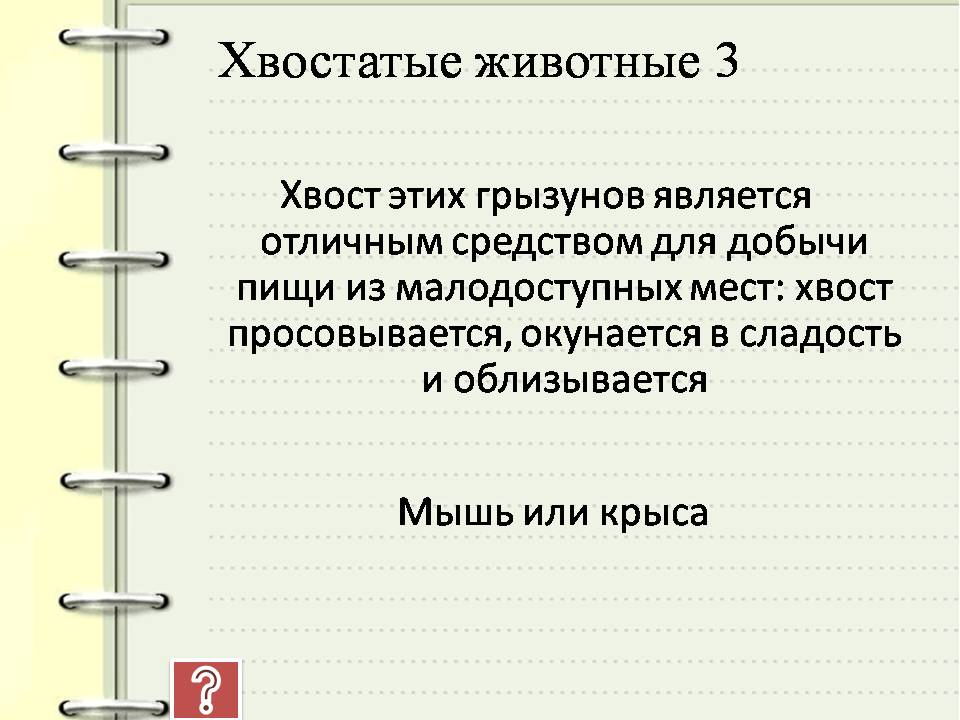 Хвостатые животные 3
Хвост этих грызунов является
отличным средством для добычи
пищи из малодоступных мест: хвост
просовывается, окунается в сладость
и облизывается
Мышь или крыса
?